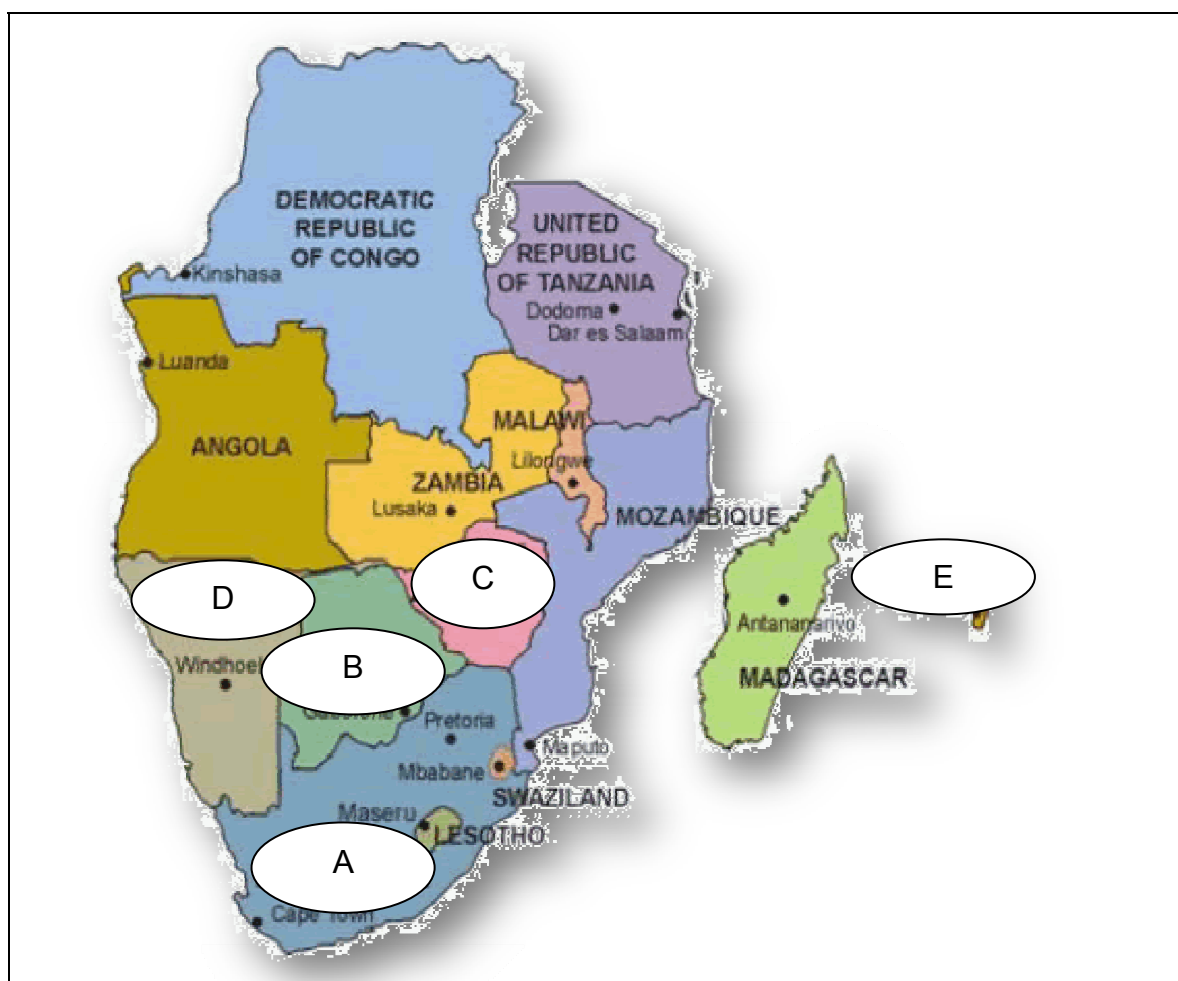 DEMOCRATIC
REPUBLIC
OF CONGO
UNITED
REPUBLIC
OF TANZANIA
Kinshasa
Dodoma
Dar es Salaam
Luanda
MALAWI
ANGOLA
Lilongwe
ZAMBIA
Lusaka
MOZAMBIQUE
C
E
D
Antananarivo
B
Windhoe
MADAGASCAR
Pretoria
Maputo
Mbabane
SWAZILAND
Maseru
LESOTHO
A
Cape Town